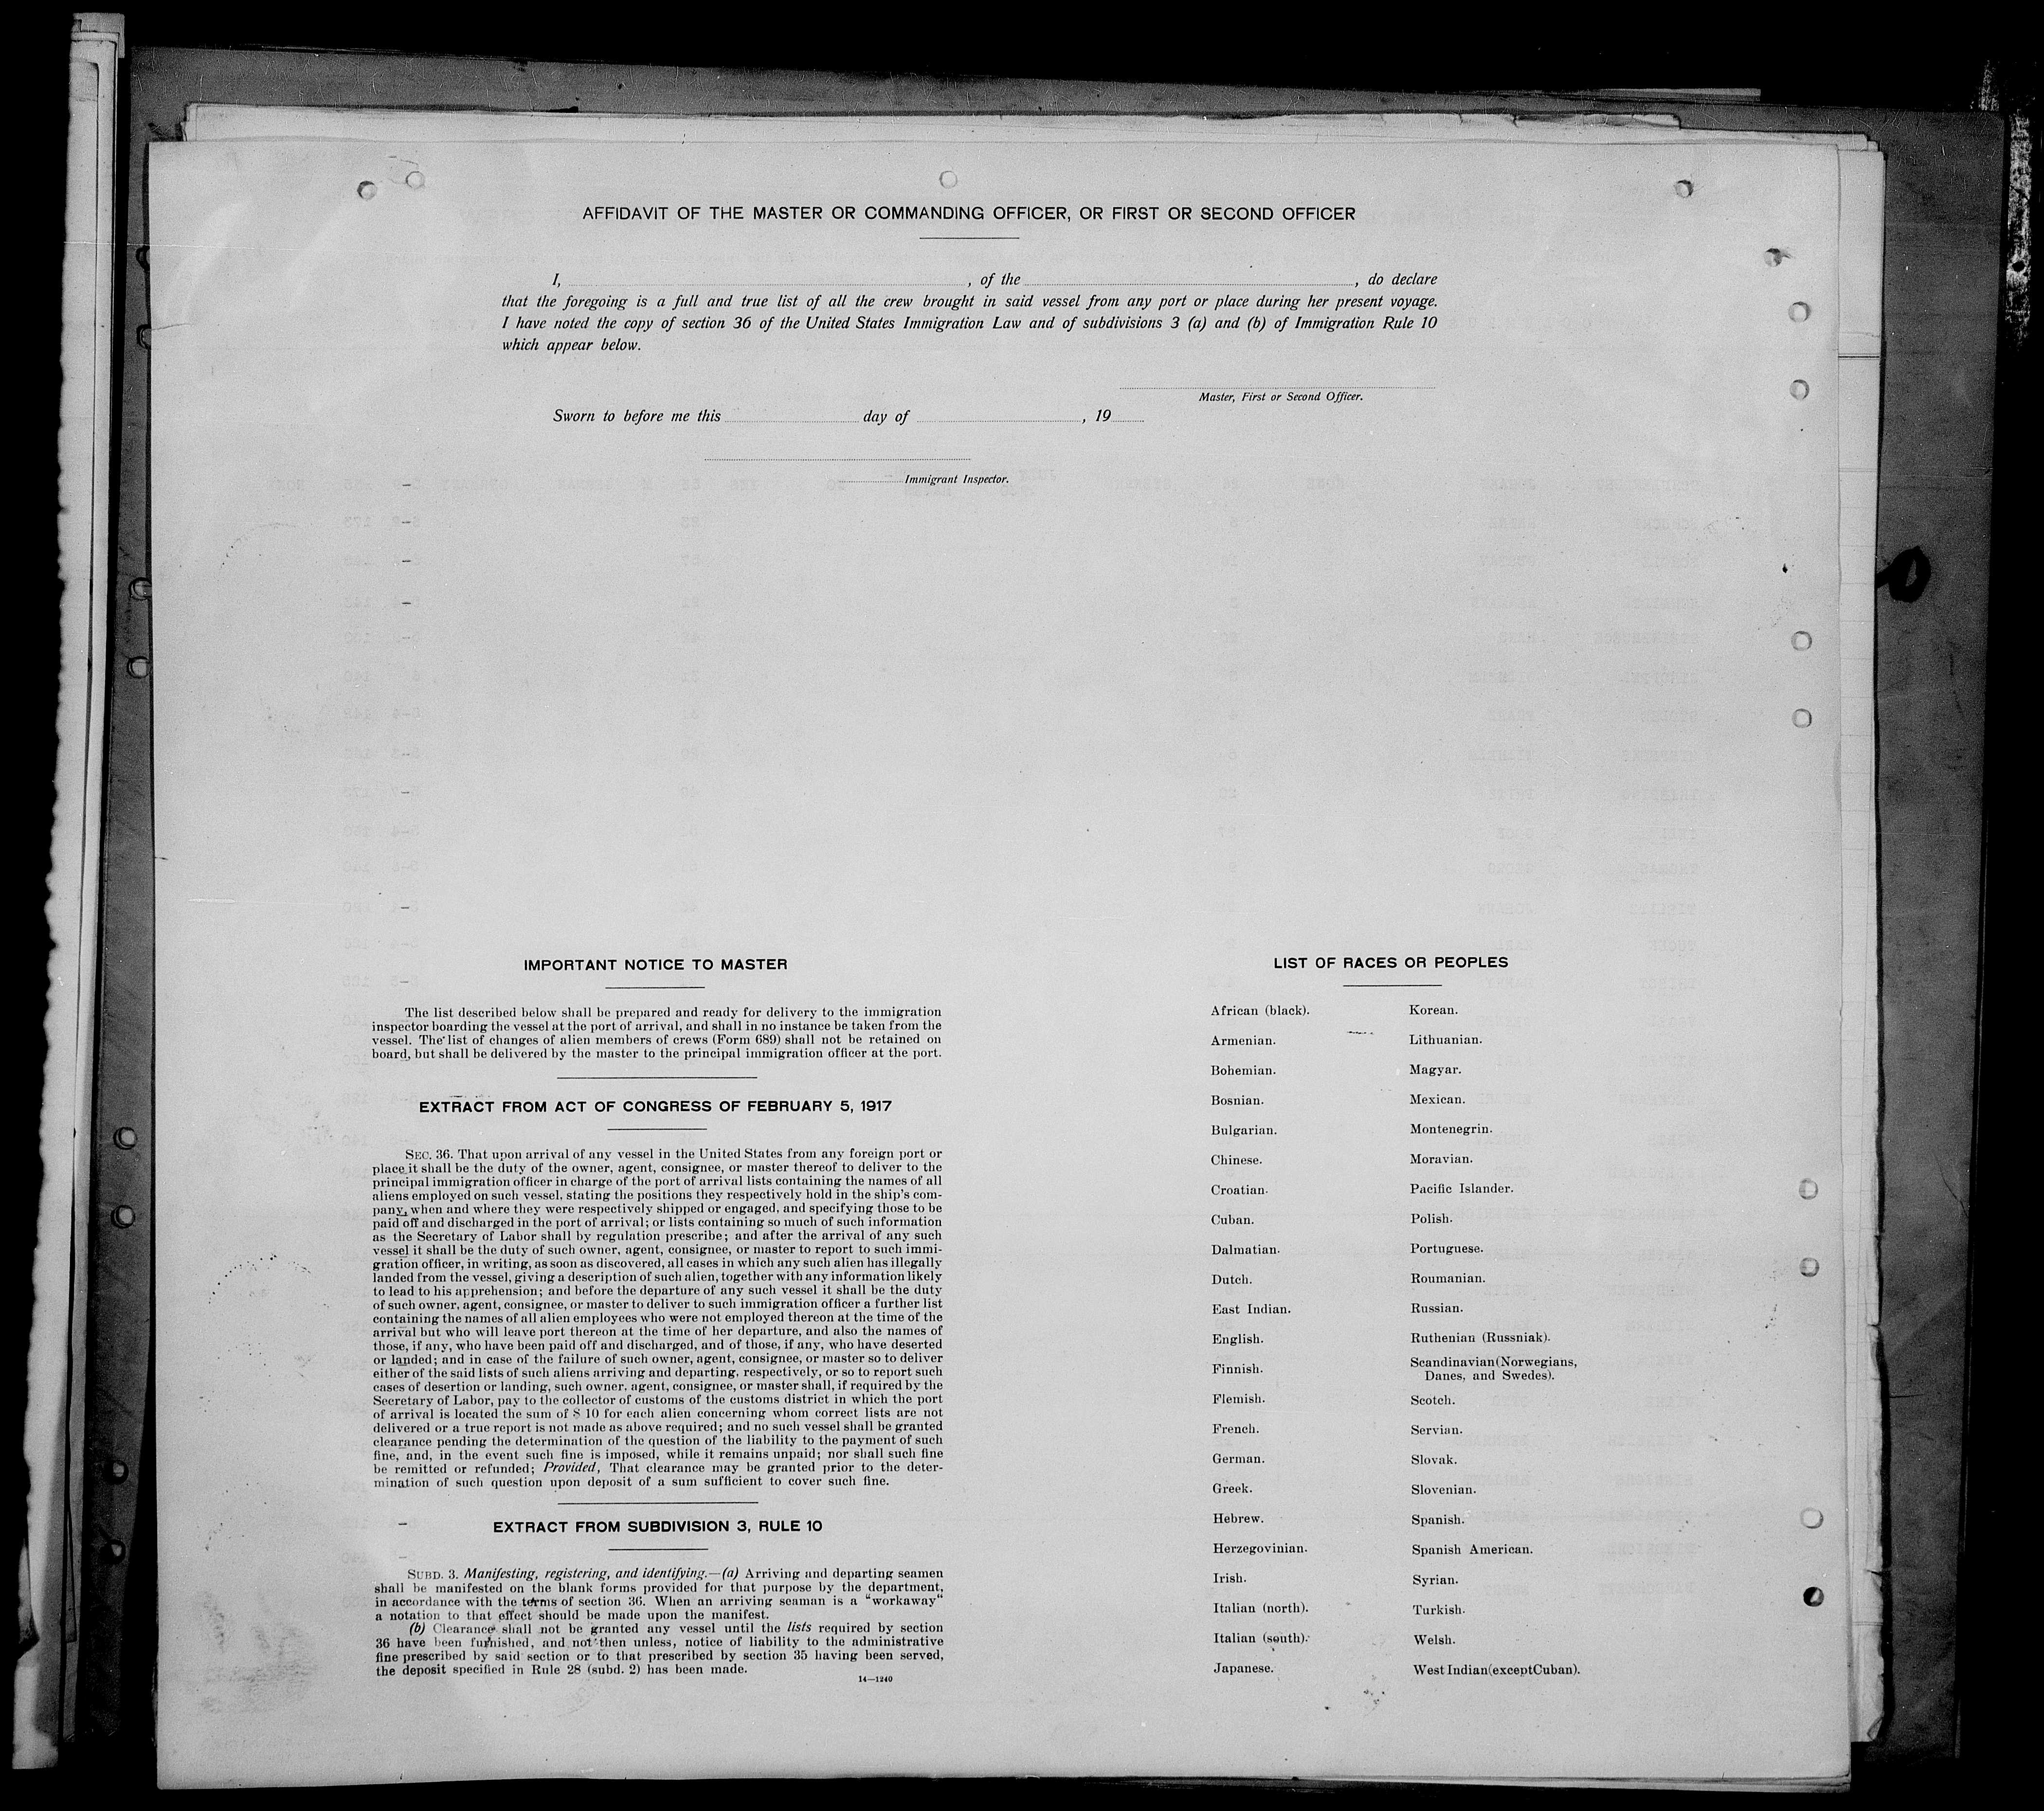 AFFIDAVIT OF THE MASTER OR COMMANDING OFFICER, OR FIRST OR SECOND OFFICER
I, , of the , do declare
that the foregoing is a full and true list of all the crew brought in said vessel from any port or place during her present voyage.
I have noted the copy of section 36 of the United States Immigration Law and of subdivisions 3 (a) and (b) of Immigration Rule 10
which appear below.
Master, First or Second Officer.
Sworn to before me this day of , 19
Immigrant Inspector.
IMPORTANT NOTICE TO MASTER
The list described below shall be prepared and ready for delivery to the immigration
inspector boarding the vessel at the port of arrival, and shall in no instance be taken from the
vessel. The list of changes of alien members of crews (Form 689) shall not be retained on
board, but shall be delivered by the master to the principal immigration officer at the port.
EXTRACT FROM ACT OF CONGRESS OF FEBRUARY 5, 1917
SEC. 36. That upon arrival of any vessel in the United States from any foreign port or
place it shall be the duty of the owner, agent, consignee, or master thereof to deliver to the
principal immigration officer in charge of the port of arrival lists containing the names of all
aliens employed on such vessel, stating the positions they respectively hold in the ship's com-
pany, when and where they were respectively shipped or engaged, and specifying those to be
paid off and discharged in the port of arrival; or lists containing so much of such information
as the Secretary of Labor shall by regulation prescribe; and after the arrival of any such
vessel it shall be the duty of such owner, agent, consignee, or master to report to such immi-
gration officer, in writing, as soon as discovered, all cases in which any such alien has illegally
landed from the vessel, giving a description of such alien, together with any information likely
to lead to his apprehension; and before the departure of any such vessel it shall be the duty
of such owner, agent, consignee, or master to deliver to such immigration officer a further list
containing the names of all alien employees who were not employed thereon at the time of the
arrival but who will leave port thereon at the time of her departure, and also the names of
those, if any, who have been paid off and discharged, and of those, if any, who have deserted
or landed; and in case of the failure of such owner, agent, consignee, or master so to deliver
either of the said lists of such aliens arriving and departing, respectively, or so to report such
cases of desertion or landing, such owner, agent, consignee, or master shall, if required by the
Secretary of Labor, pay to the collector of customs of the customs district in which the port
of arrival is located the sum of $ 10 for each alien concerning whom correct lists are not
delivered or a true report is not made as above required; and no such vessel shall be granted
clearance pending the determination of the question of the liability to the payment of such
fine, and, in the event such fine is imposed, while it remains unpaid; nor shall such fine
be remitted or refunded; Provided, That clearance may be granted prior to the deter-
mination of such question upon deposit of a sum sufficient to cover such fine.
EXTRACT FROM SUBDIVISION 3, RULE 10
SUBD. 3. Manifesting, registering, and identifying.—(a) Arriving and departing seamen
shall be manifested on the blank forms provided for that purpose by the department,
in accordance with the terms of section 36. When an arriving seaman is a "workaway"
a notation to that effect should be made upon the manifest.
(b) Clearance shall not be granted any vessel until the lists required by section
36 have been furnished, and not then unless, notice of liability to the administrative
fine prescribed by said section or to that prescribed by section 35 having been served,
the deposit specified in Rule 28 (subd. 2) has been made.
14—1240
LIST OF RACES OR PEOPLES
African (black).
Armenian.
Bohemian.
Bosnian.
Bulgarian.
Chinese.
Croatian.
Cuban.
Dalmatian.
Dutch.
East Indian.
English.
Finnish.
Flemish.
French.
German.
Greek.
Hebrew.
Herzegovinian.
Irish.
Italian (north).
Italian (south).
Japanese.
Korean.
Lithuanian.
Magyar.
Mexican.
Montenegrin.
Moravian.
Pacific Islander.
Polish.
Portuguese.
Roumanian.
Russian.
Ruthenian (Russniak).
Scandinavian (Norwegians,
Danes, and Swedes).
Scotch.
Servian.
Slovak.
Slovenian.
Spanish.
Spanish American.
Syrian.
Turkish.
Welsh.
West Indian (except Cuban).